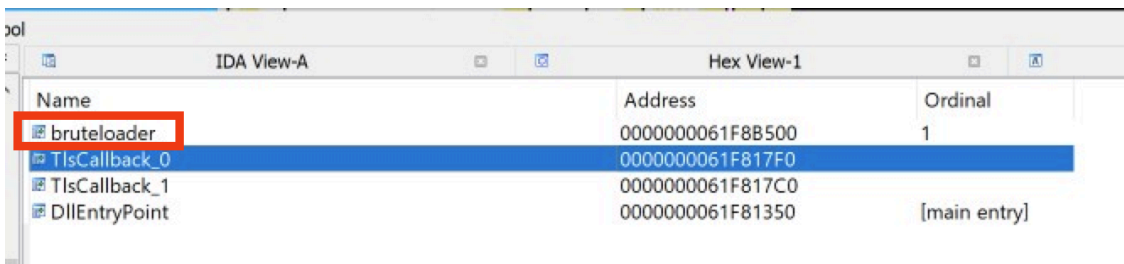 ool
IDA View-A Hex View-1
Name Address Ordinal
bruteloader 0000000061F8B500 1
TlsCallback_0 0000000061F817F0
TlsCallback_1 0000000061F817C0
DllEntryPoint 0000000061F81350 [main entry]